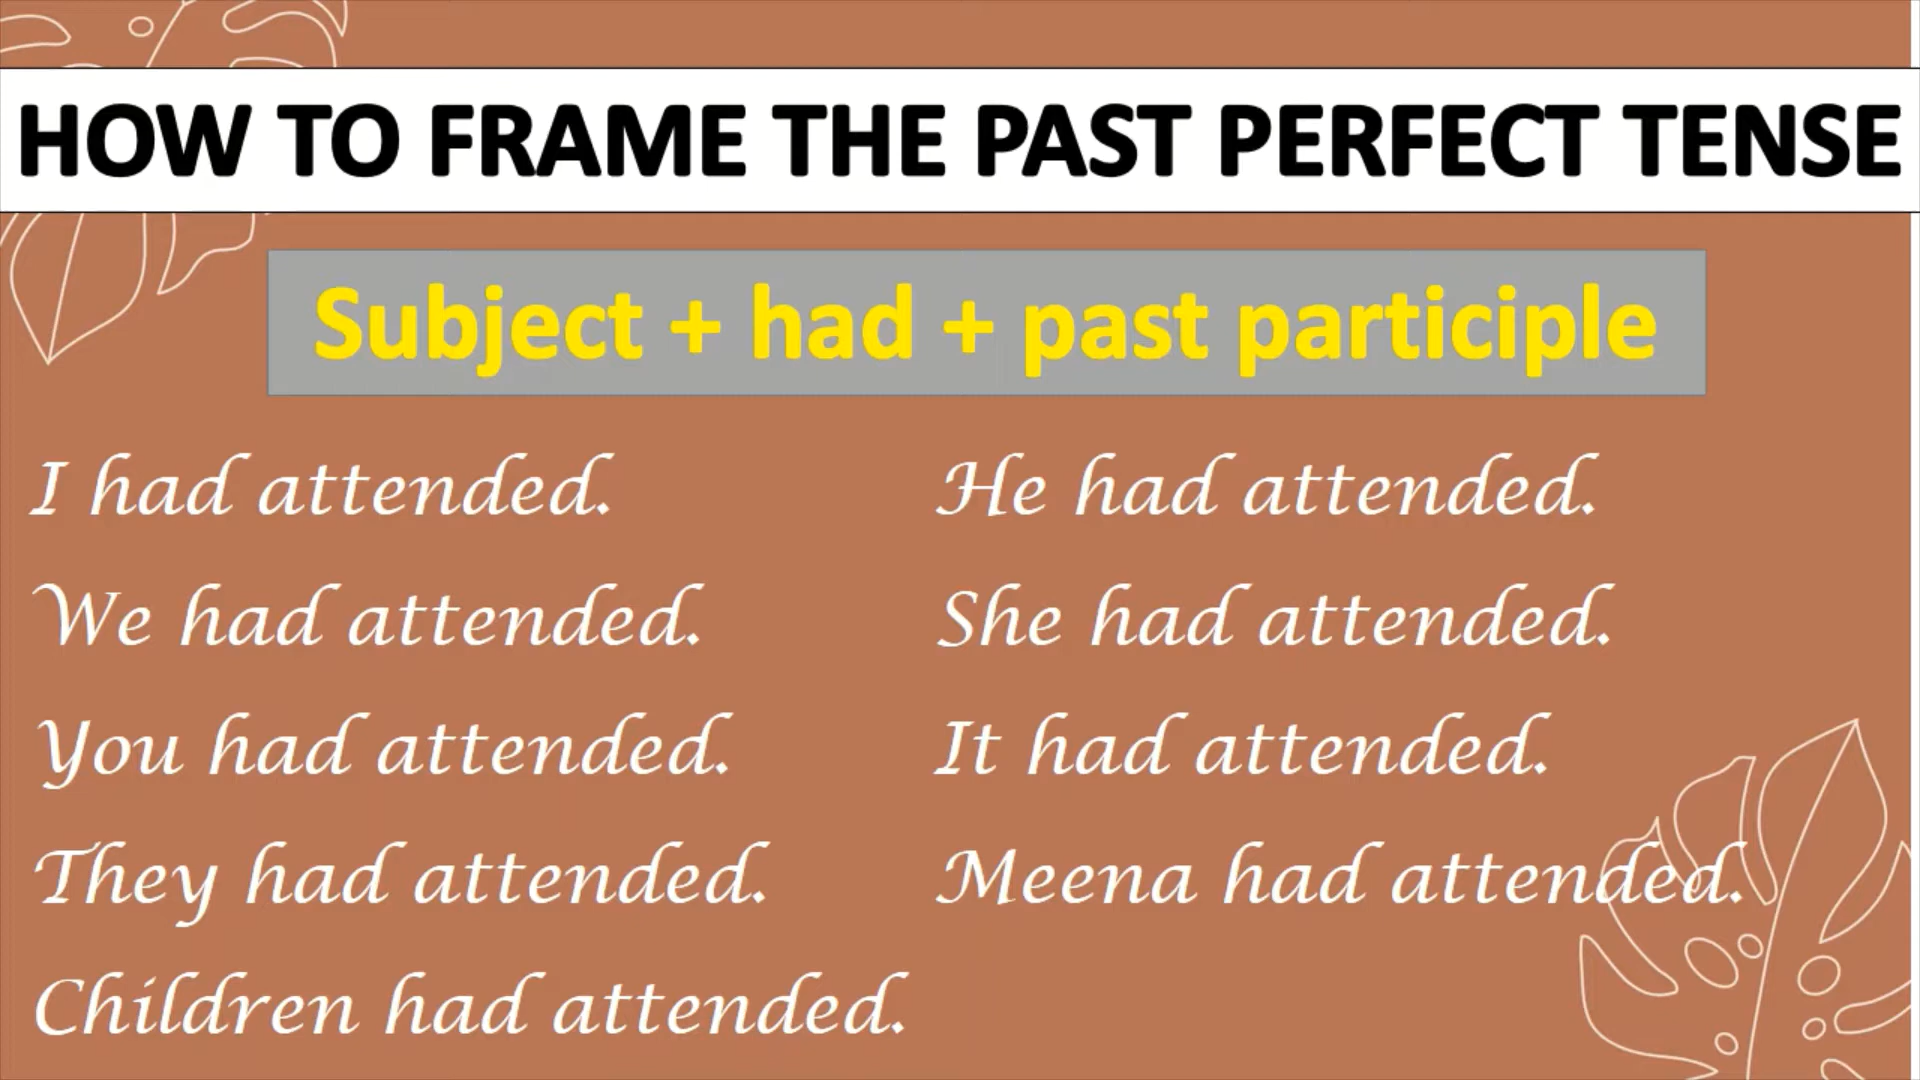 HOW TO FRAME THE PAST PERFECT TENSE
Subject + had + past participle
I had attended.
We had attended.
You had attended.
They had attended.
Children had attended.
He had attended.
She had attended.
It had attended.
Meena had attended.